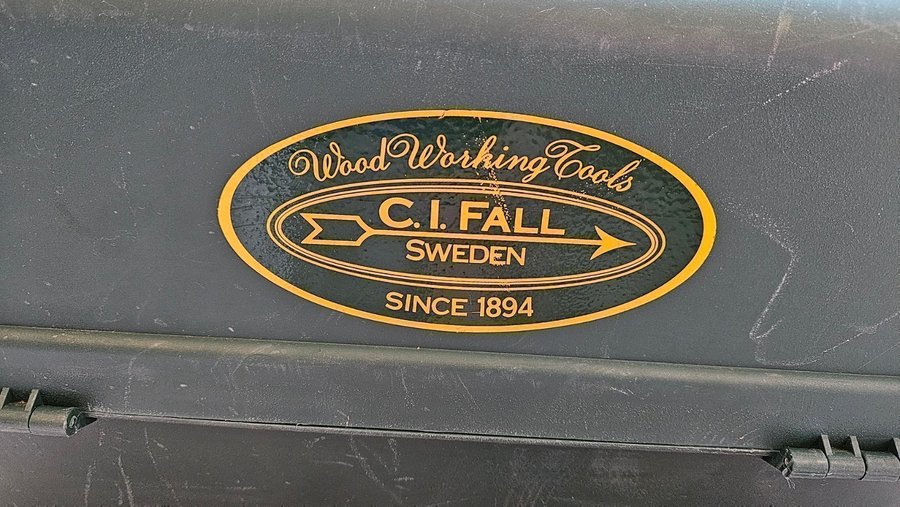 Wood Working Tools
C. I. FALL
SWEDEN
SINCE 1894